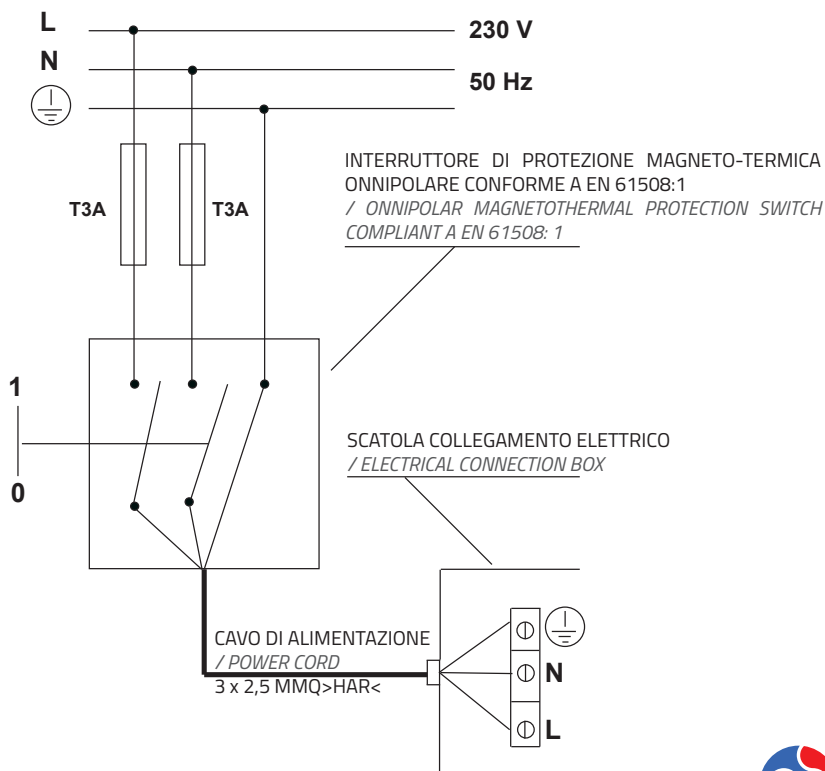 L
230 V
N
50 Hz
INTERRUTTORE DI PROTEZIONE MAGNETO-TERMICA
ONNIPOLARE CONFORME A EN 61508:1
/ ONNIPOLAR MAGNETOTHERMAL PROTECTION SWITCH
COMPLIANT A EN 61508: 1
T3A
T3A
1
0
SCATOLA COLLEGAMENTO ELETTRICO
/ ELECTRICAL CONNECTION BOX
CAVO DI ALIMENTAZIONE
/ POWER CORD
3 x 2,5 MMQ>HAR<
N
L